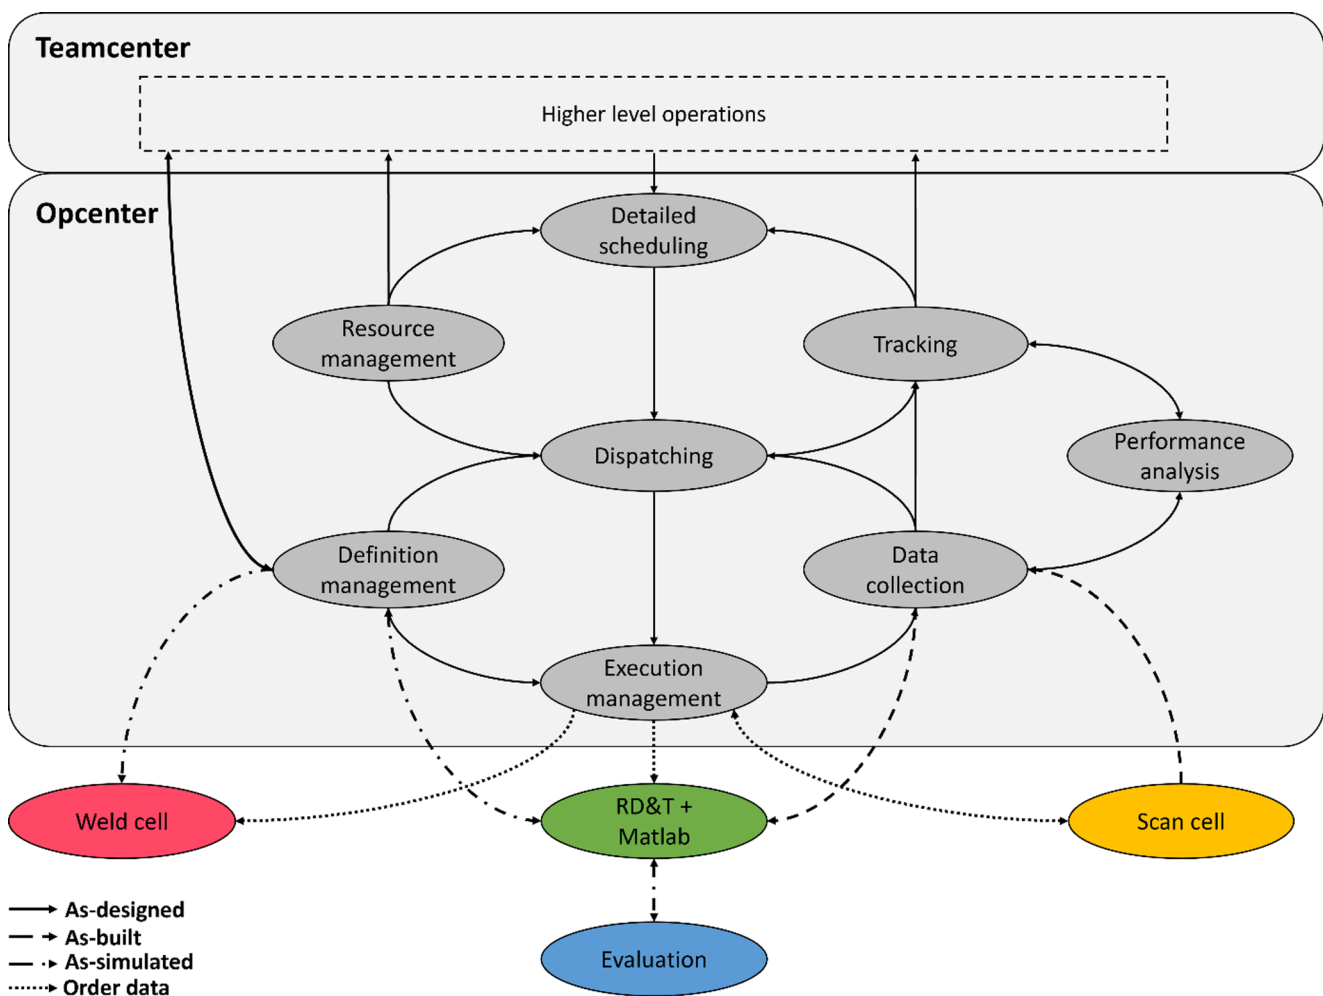 Teamcenter
Higher level operations
Opcenter
Detailed
scheduling
Resource
management
Tracking
Dispatching
Performance
analysis
Definition
management
Data
collection
Execution
management
Weld cell
RD&T +
Matlab
Scan cell
Evaluation
As-designed
As-built
As-simulated
Order data